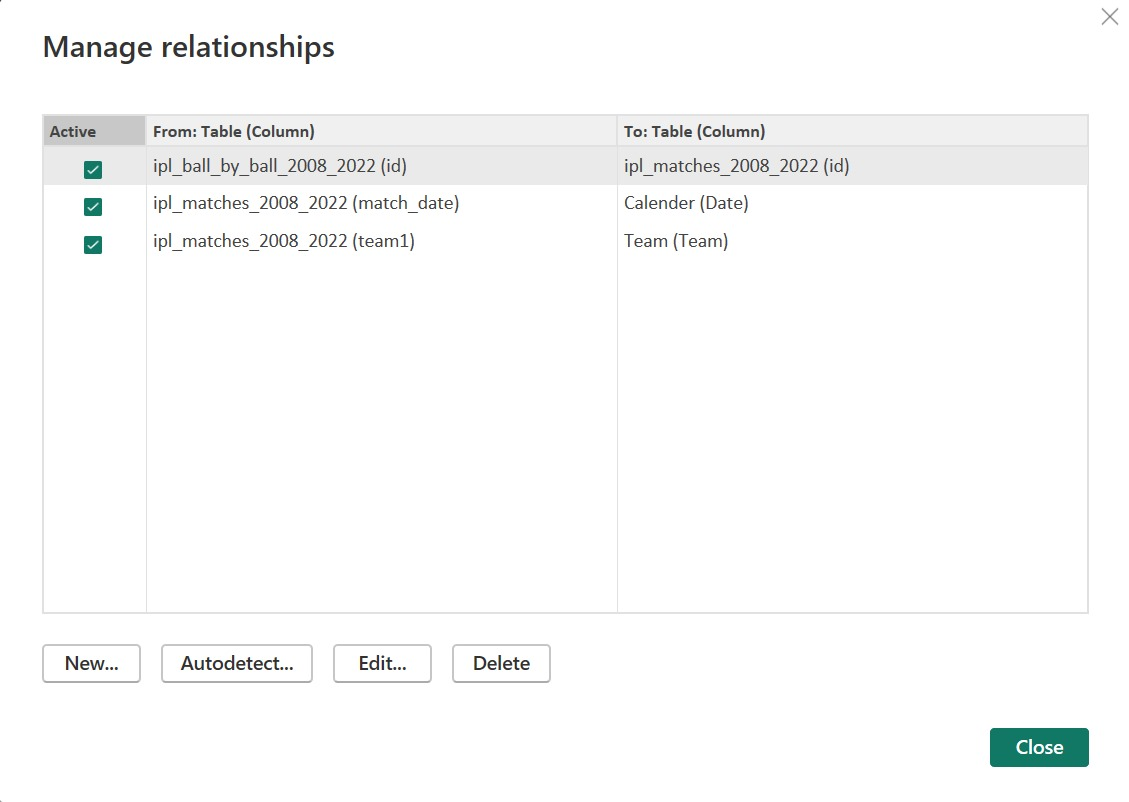 Manage relationships
Active From: Table (Column) To: Table (Column)
ipl_ball_by_ball_2008_2022 (id) ipl_matches_2008_2022 (id)
ipl_matches_2008_2022 (match_date) Calender (Date)
ipl_matches_2008_2022 (team1) Team (Team)
New... Autodetect... Edit... Delete
Close